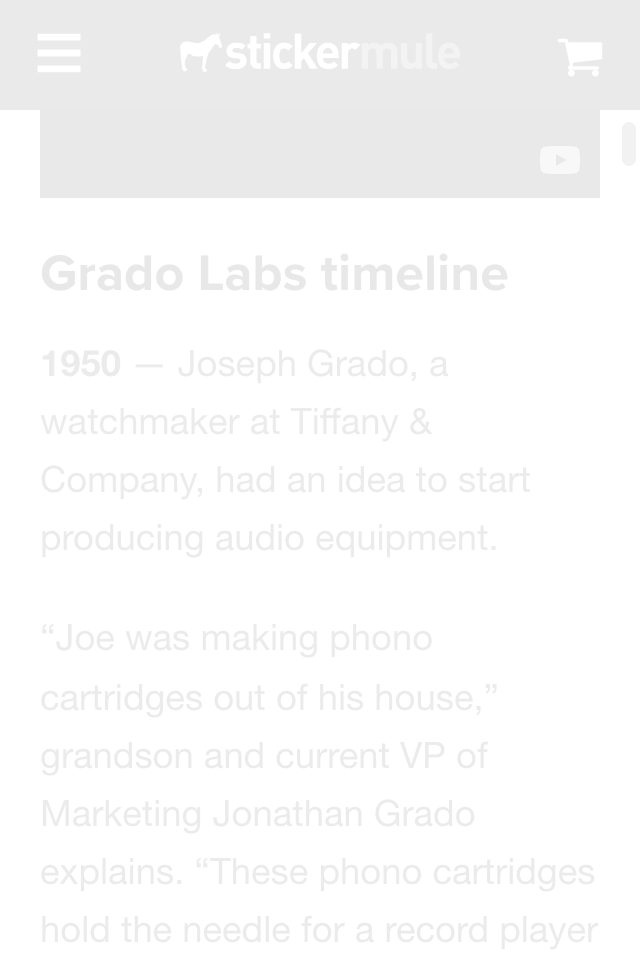 stickermule
Grado Labs timeline
1950 — Joseph Grado, a
watchmaker at Tiffany &
Company, had an idea to start
producing audio equipment.
“Joe was making phono
cartridges out of his house,”
grandson and current VP of
Marketing Jonathan Grado
explains. “These phono cartridges
hold the needle for a record player